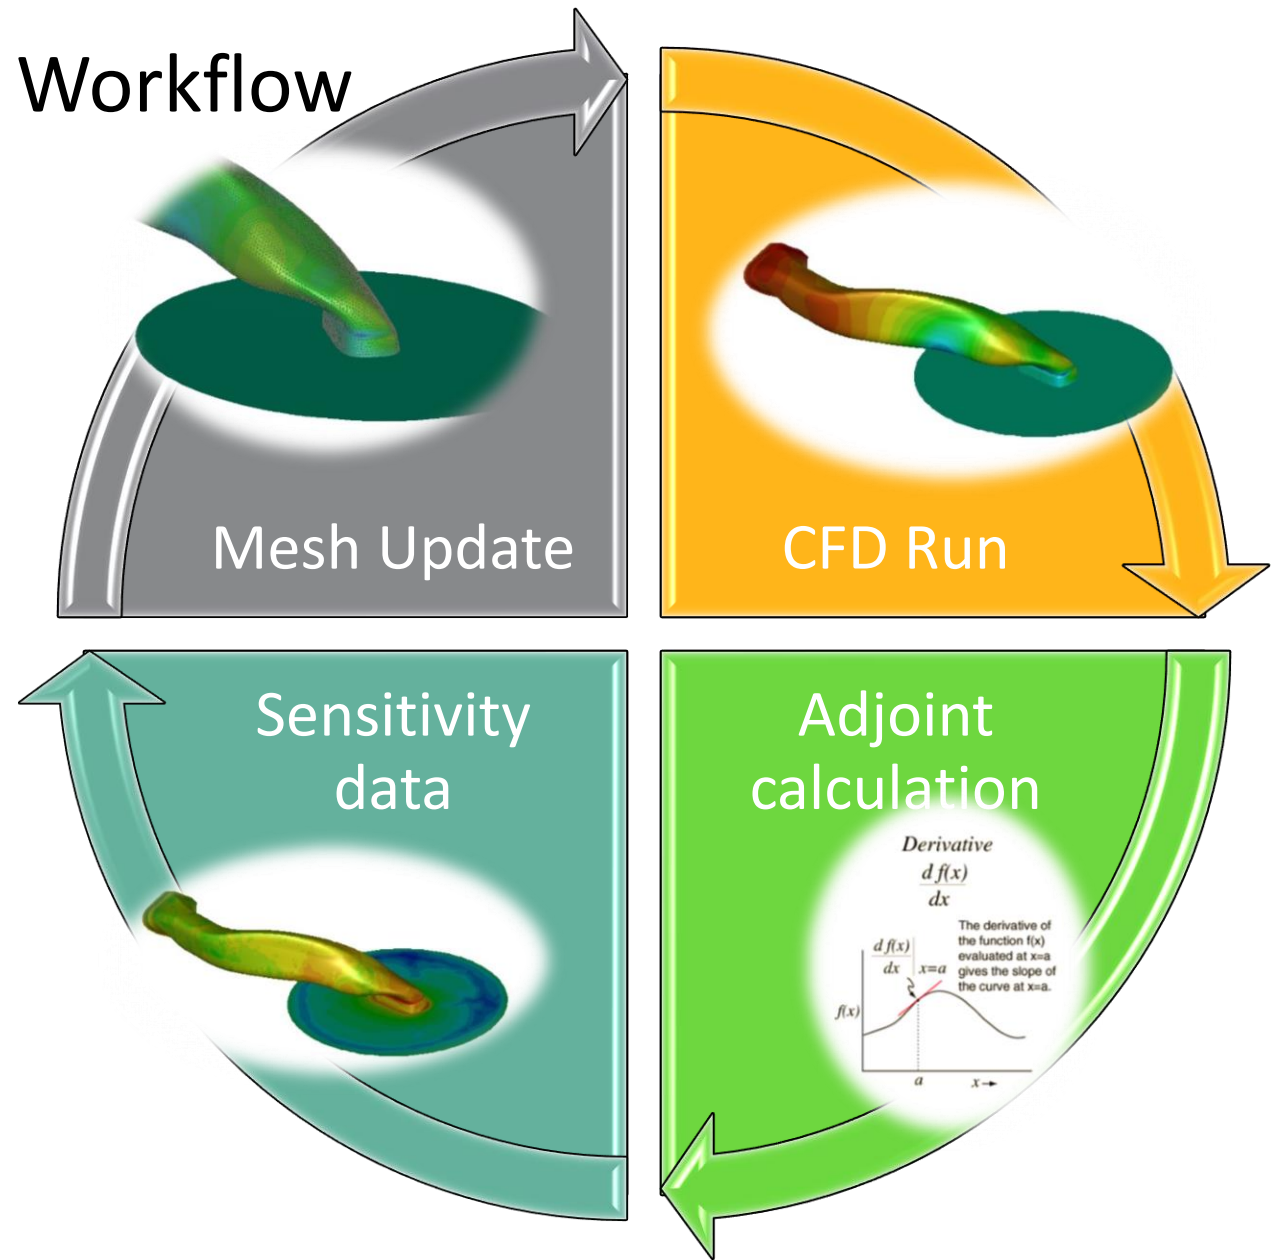 Workflow
Mesh Update
CFD Run
Sensitivity
data
Adjoint
calculation
Derivative
d f(x)
dx
The derivative of
the function f(x)
evaluated at x=a
gives the slope of
the curve at x=a.
d f(x)
dx
x=a
f(x)
a
x